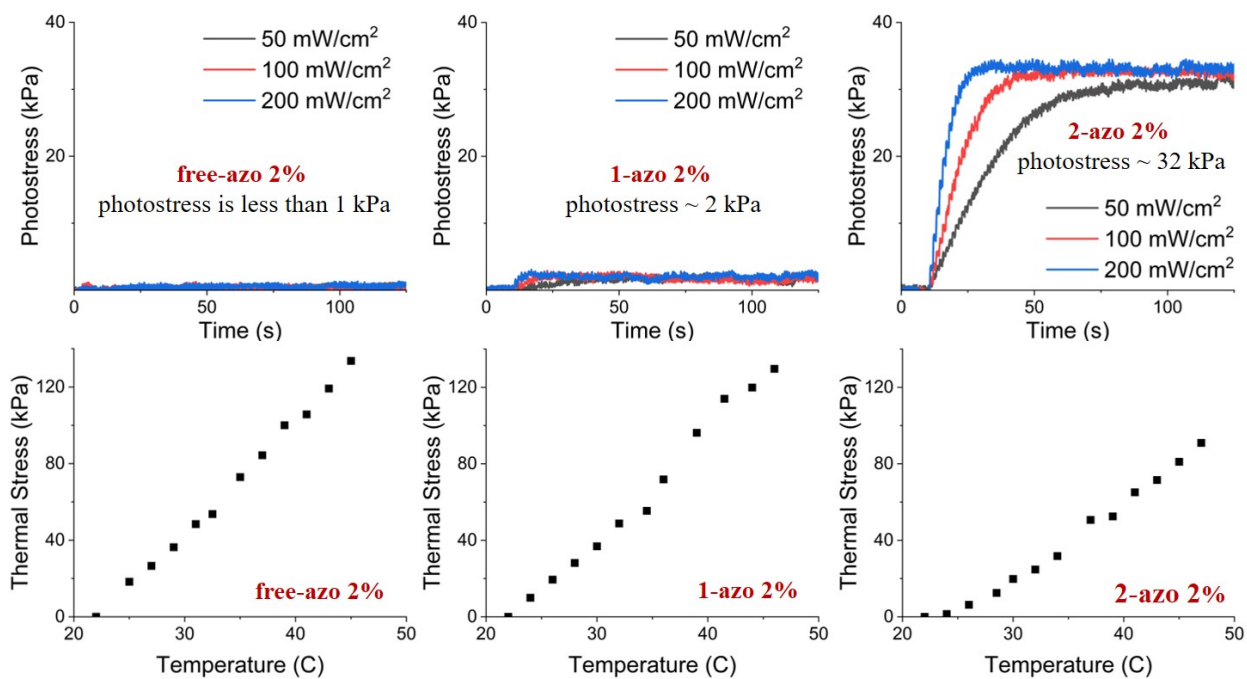 40
20
Photostress (kPa)
50 mW/cm²
100 mW/cm²
200 mW/cm²
free-azo 2%
photostress is less than 1 kPa
0 50 100
Time (s)
40
20
Photostress (kPa)
50 mW/cm²
100 mW/cm²
200 mW/cm²
1-azo 2%
photostress ~ 2 kPa
0 50 100
Time (s)
40
20
Photostress (kPa)
2-azo 2%
photostress ~ 32 kPa
50 mW/cm²
100 mW/cm²
200 mW/cm²
0 50 100
Time (s)
120
80
40
0
Thermal Stress (kPa)
free-azo 2%
20 30 40 50
Temperature (C)
120
80
40
0
Thermal Stress (kPa)
1-azo 2%
20 30 40 50
Temperature (C)
120
80
40
0
Thermal Stress (kPa)
2-azo 2%
20 30 40 50
Temperature (C)